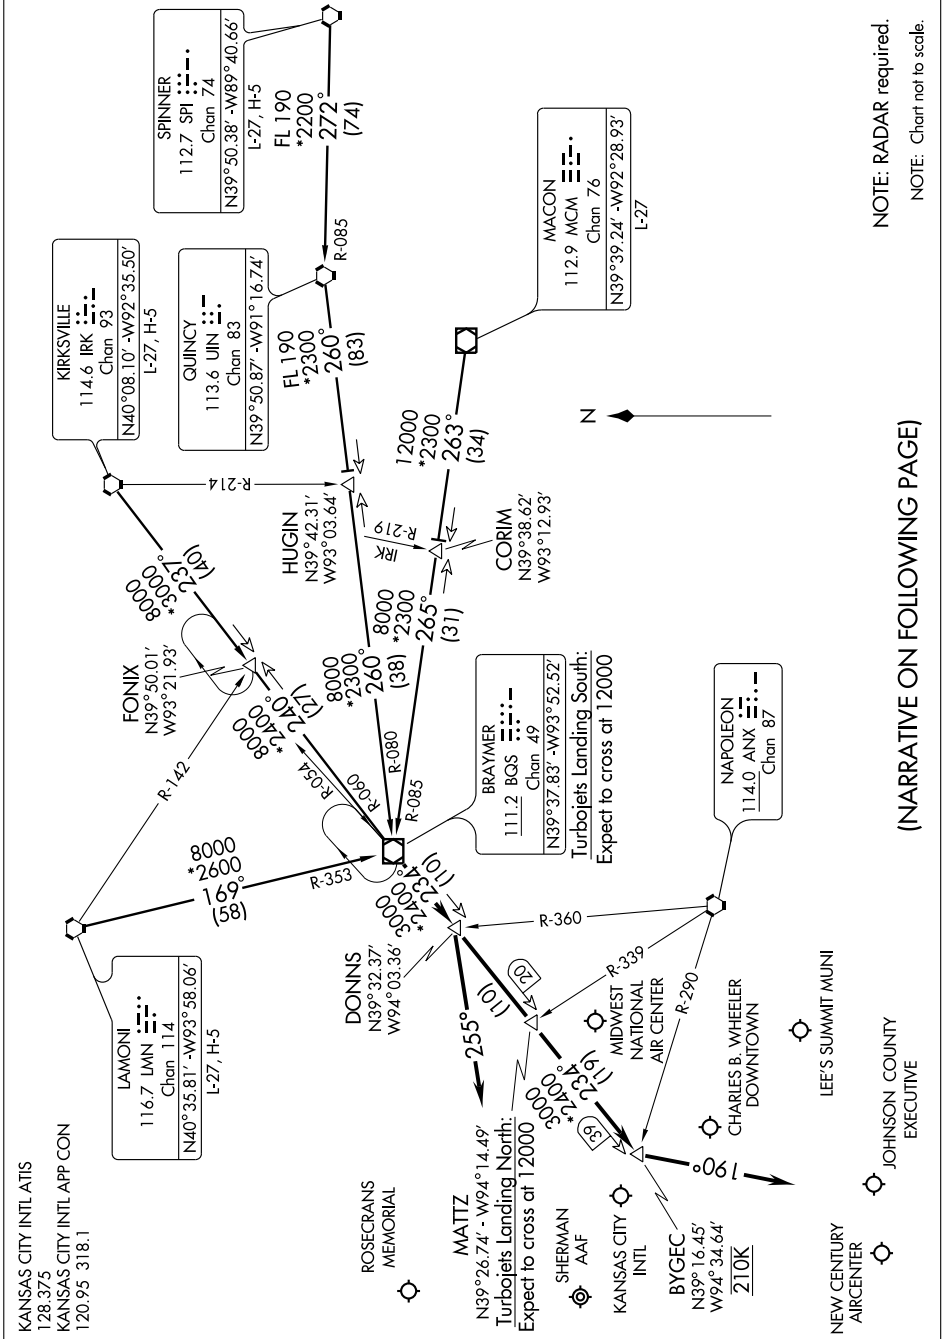 KANSAS CITY INTL ATIS
128.375
KANSAS CITY INTL APP CON
120.95 318.1
SPINNER
112.7 SPI
Chan 74
N39°50.38′ -W89°40.66′
L-27, H-5
FL 190
*2200
272°
(74)
R-085
KIRKSVILLE
114.6 IRK
Chan 93
N40°08.10′ -W92°35.50′
L-27, H-5
QUINCY
113.6 UIN
Chan 83
N39°50.87′ -W91°16.74′
FL 190
*2300
260°
(83)
MACON
112.9 MCM
Chan 76
N39°39.24′ -W92°28.93′
L-27
12000
*2300
263°
(34)
N
R-214
8000
*3000
237°
(40)
HUGIN
N39°42.31′
W93°03.64′
R-219
IRK
CORIM
N39°38.62′
W93°12.93′
FONIX
N39°50.01′
W93°21.93′
8000
*2400
240°
(27)
8000
*2300
260°
(38)
8000
*2300
265°
(31)
R-142
R-054
R-060
R-080
R-085
LAMONI
116.7 LMN
Chan 114
N40°35.81′ -W93°58.06′
L-27, H-5
8000
*2600
169°
(58)
R-353
BRAYMER
111.2 BQS
Chan 49
N39°37.83′ -W93°52.52′
Turbojets Landing South:
Expect to cross at 12000
3000
*2400
234°
(10)
DONNS
N39°32.37′
W94°03.36′
NAPOLEON
114.0 ANX
Chan 87
R-360
R-339
R-290
255°
(10)
20
MATTZ
N39°26.74′ - W94°14.49′
Turbojets Landing North:
Expect to cross at 12000
3000
*2400
234°
(19)
39
BYGEC
N39°16.45′
W94°34.64′
210K
190°
ROSECRANS
MEMORIAL
SHERMAN
AAF
KANSAS CITY
INTL
MIDWEST
NATIONAL
AIR CENTER
CHARLES B. WHEELER
DOWNTOWN
LEE'S SUMMIT MUNI
JOHNSON COUNTY
EXECUTIVE
NEW CENTURY
AIRCENTER
(NARRATIVE ON FOLLOWING PAGE)
NOTE: RADAR required.
NOTE: Chart not to scale.